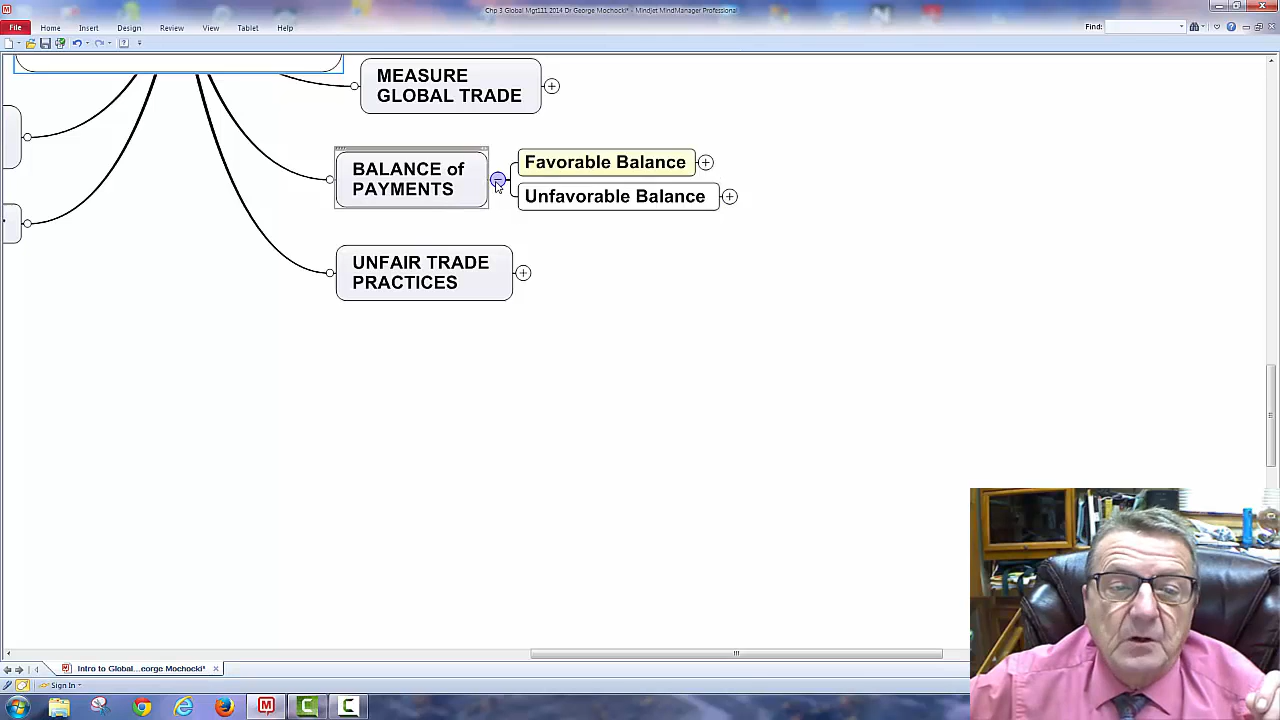 Chp 3 Global Mgt111 2014 Dr George Mochocki* - Mindjet MindManager Professional
File Home Insert Design Review View Tablet Help Find:
MEASURE
GLOBAL TRADE
BALANCE of
PAYMENTS
Favorable Balance
Unfavorable Balance
UNFAIR TRADE
PRACTICES
Intro to Global...eorge Mochocki*
Sign In